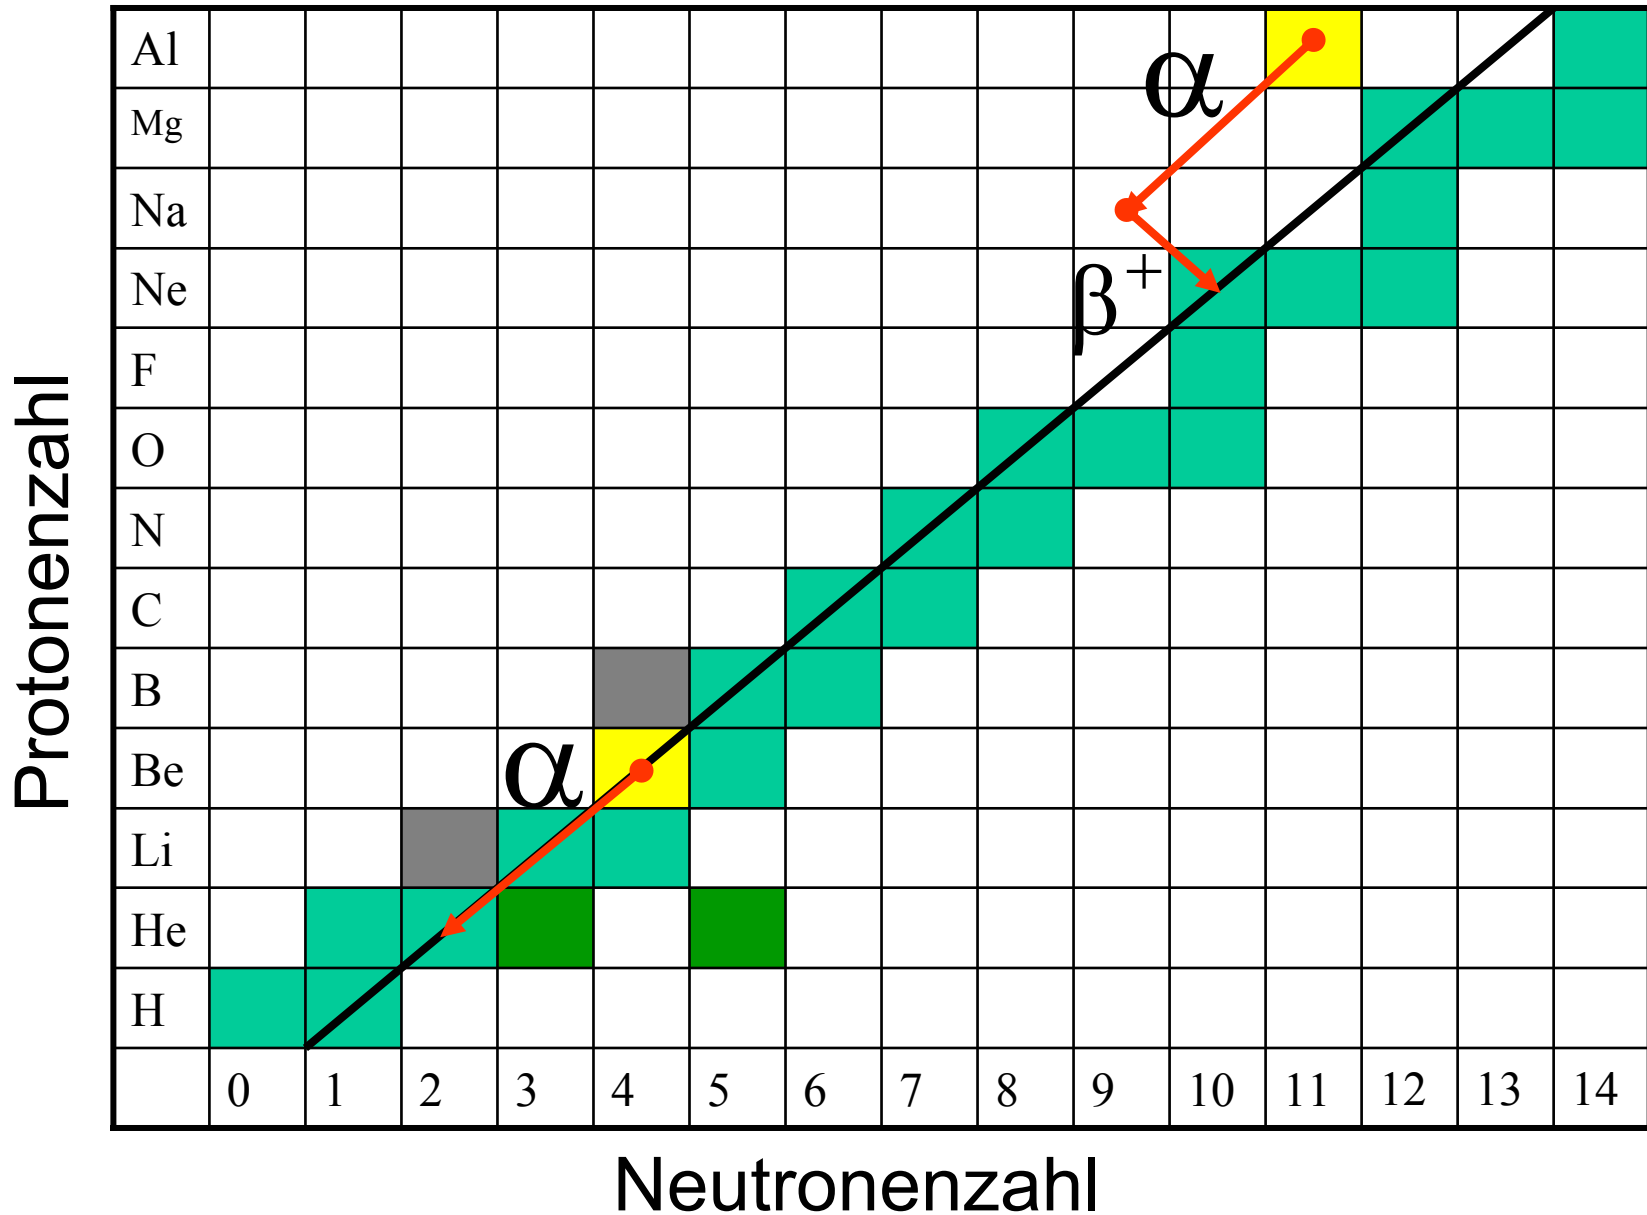 Protonenzahl
Al
α
Mg
Na
Ne
β+
F
O
N
C
B
Be
α
Li
He
H
0 1 2 3 4 5 6 7 8 9 10 11 12 13 14
Neutronenzahl